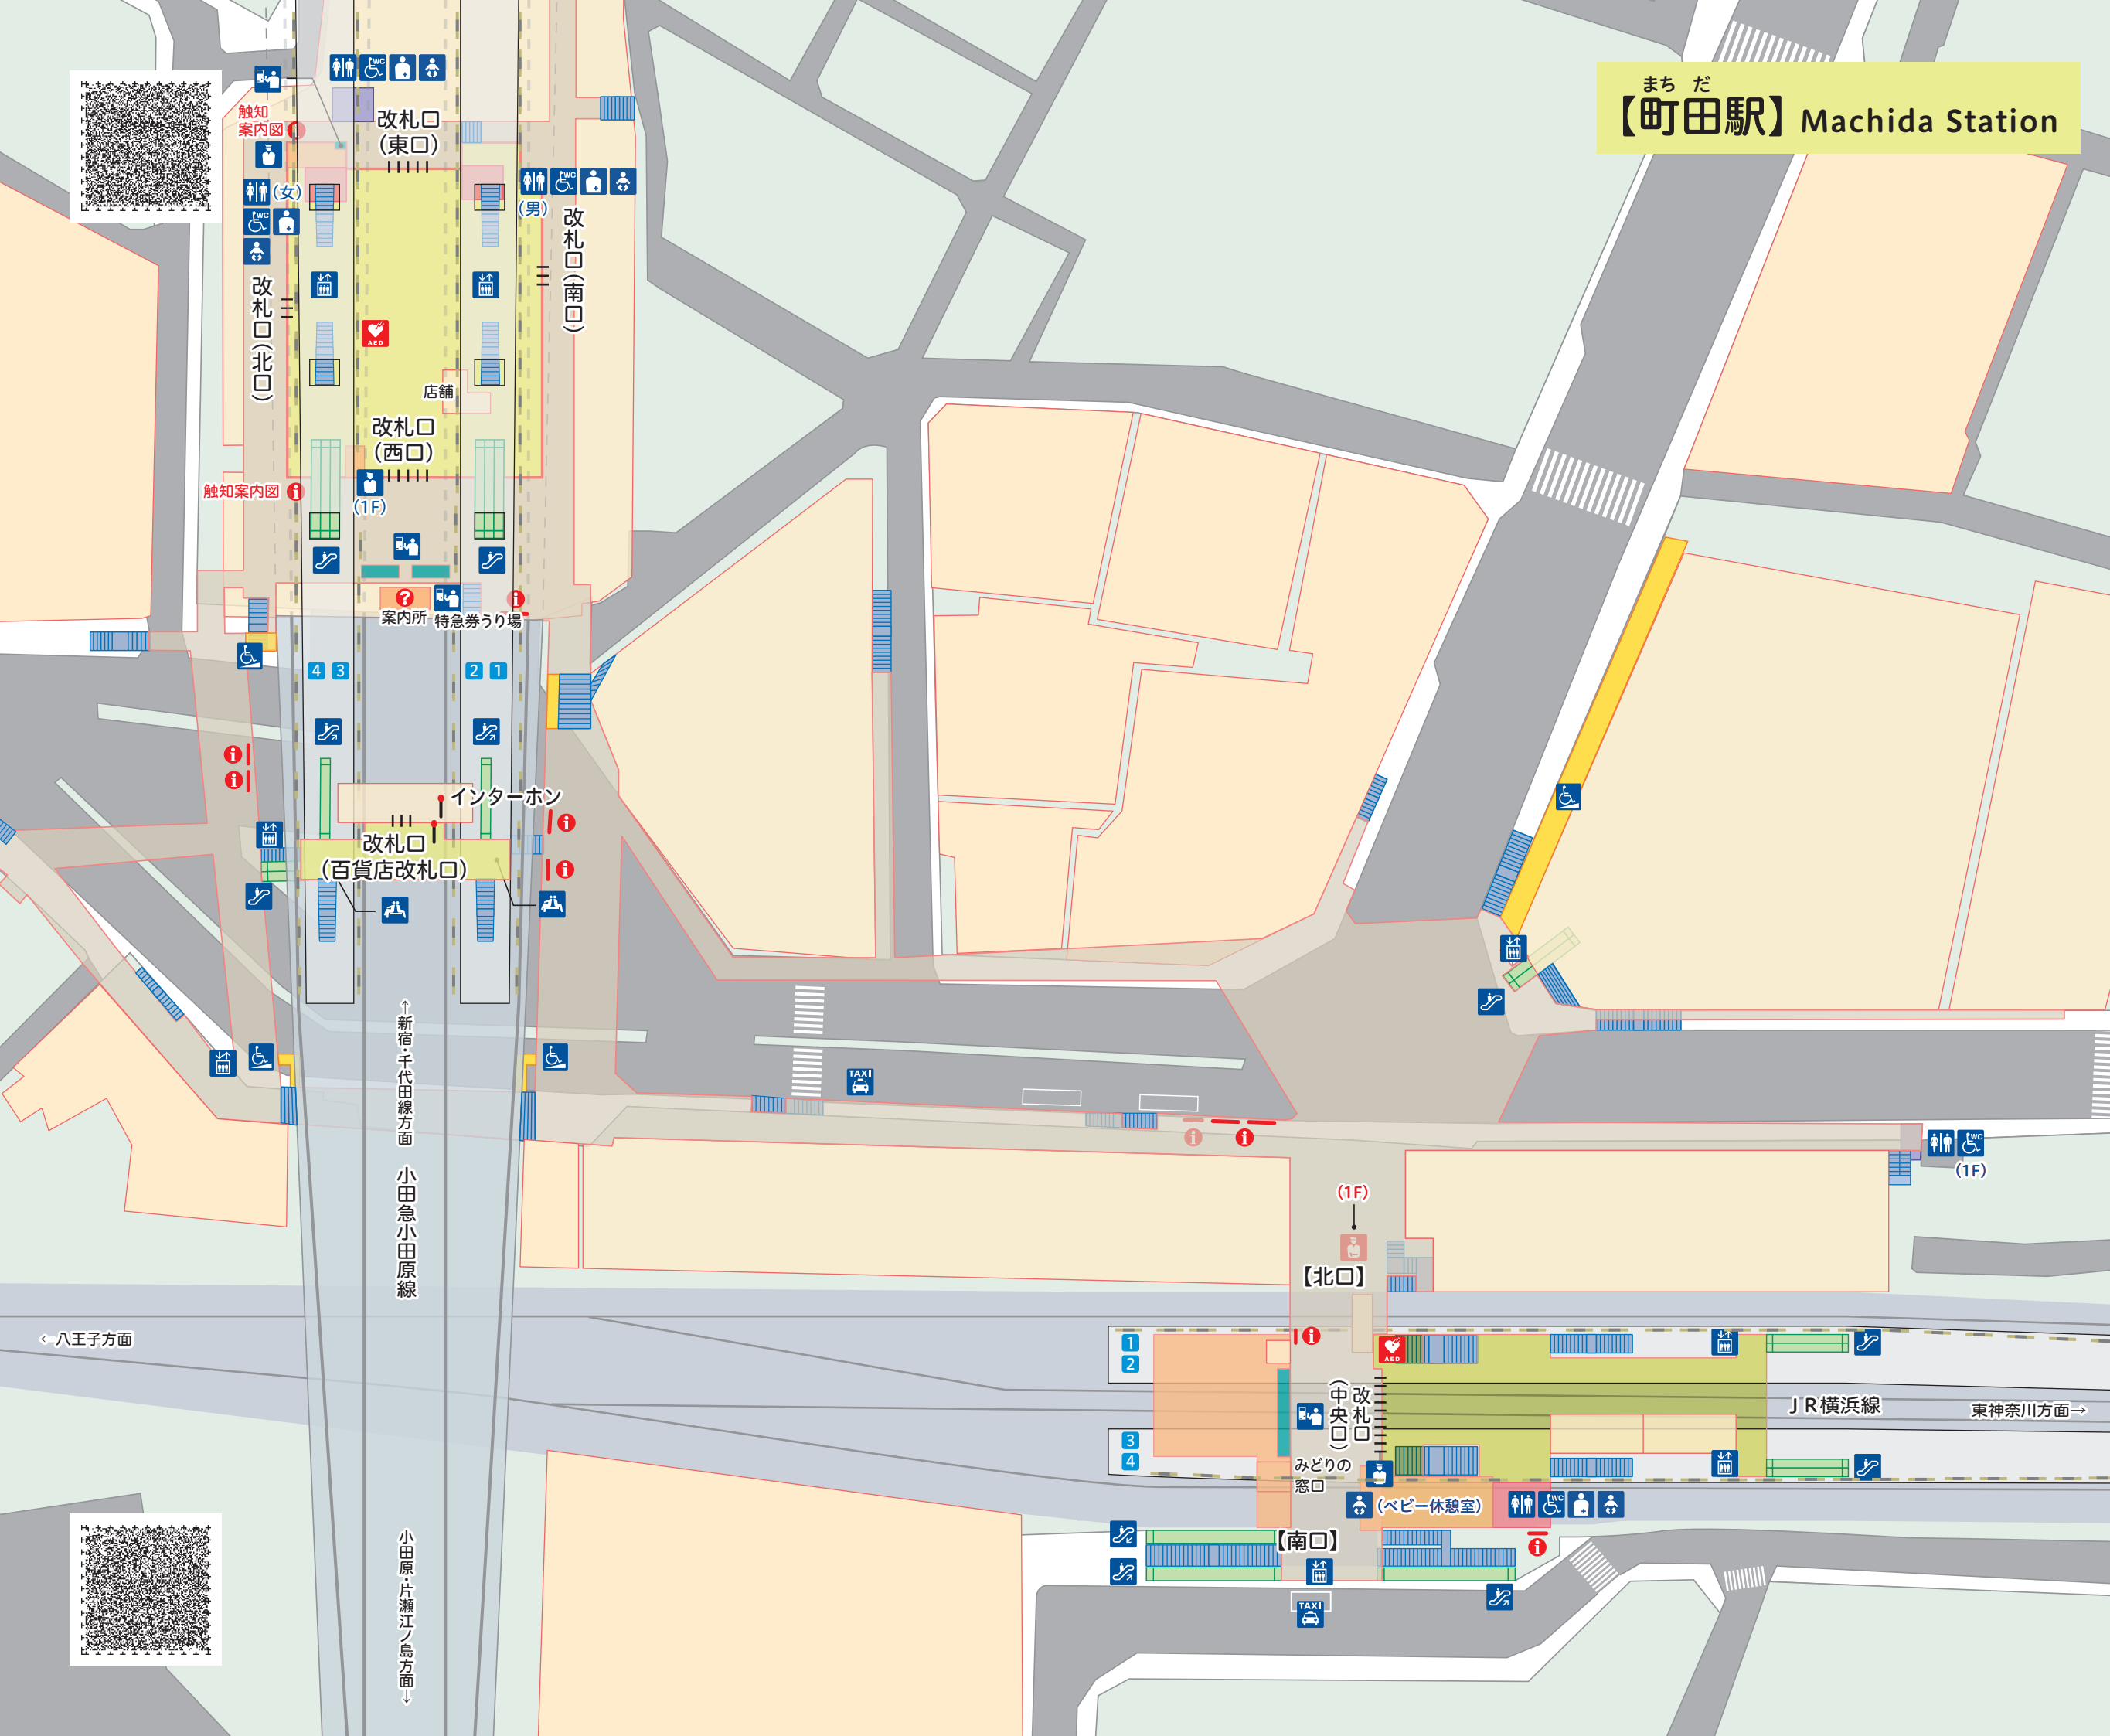 まち だ
【町田駅】 Machida Station
WC
触知
案内図
改札口
（東口）
（女）
WC
WC
（男）
改札口（南口）
改札口（北口）
AED
店舗
改札口
（西口）
触知案内図
（1F）
案内所
特急券うり場
4 3
2 1
インターホン
改札口
（百貨店改札口）
←新宿・千代田線方面
小田急小田原線
小田原・片瀬江ノ島方面→
TAXI
WC
（1F）
（1F）
【北口】
←八王子方面
1
2
AED
改札口
（中央口）
JR横浜線
東神奈川方面→
3
4
みどりの
窓口
（ベビー休憩室）
WC
【南口】
TAXI